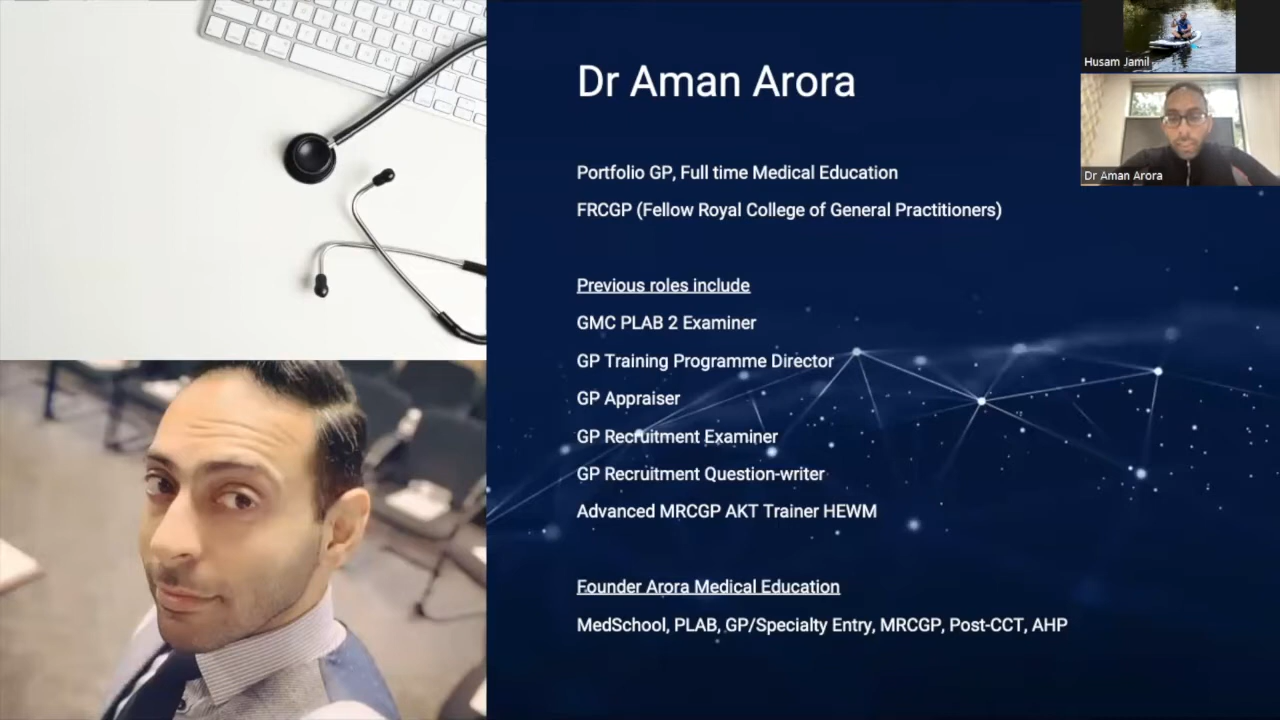 Dr Aman Arora
Portfolio GP, Full time Medical Education
FRCGP (Fellow Royal College of General Practitioners)
Previous roles include
GMC PLAB 2 Examiner
GP Training Programme Director
GP Appraiser
GP Recruitment Examiner
GP Recruitment Question-writer
Advanced MRCGP AKT Trainer HEWM
Founder Arora Medical Education
MedSchool, PLAB, GP/Specialty Entry, MRCGP, Post-CCT, AHP
Husam Jamil
Dr Aman Arora